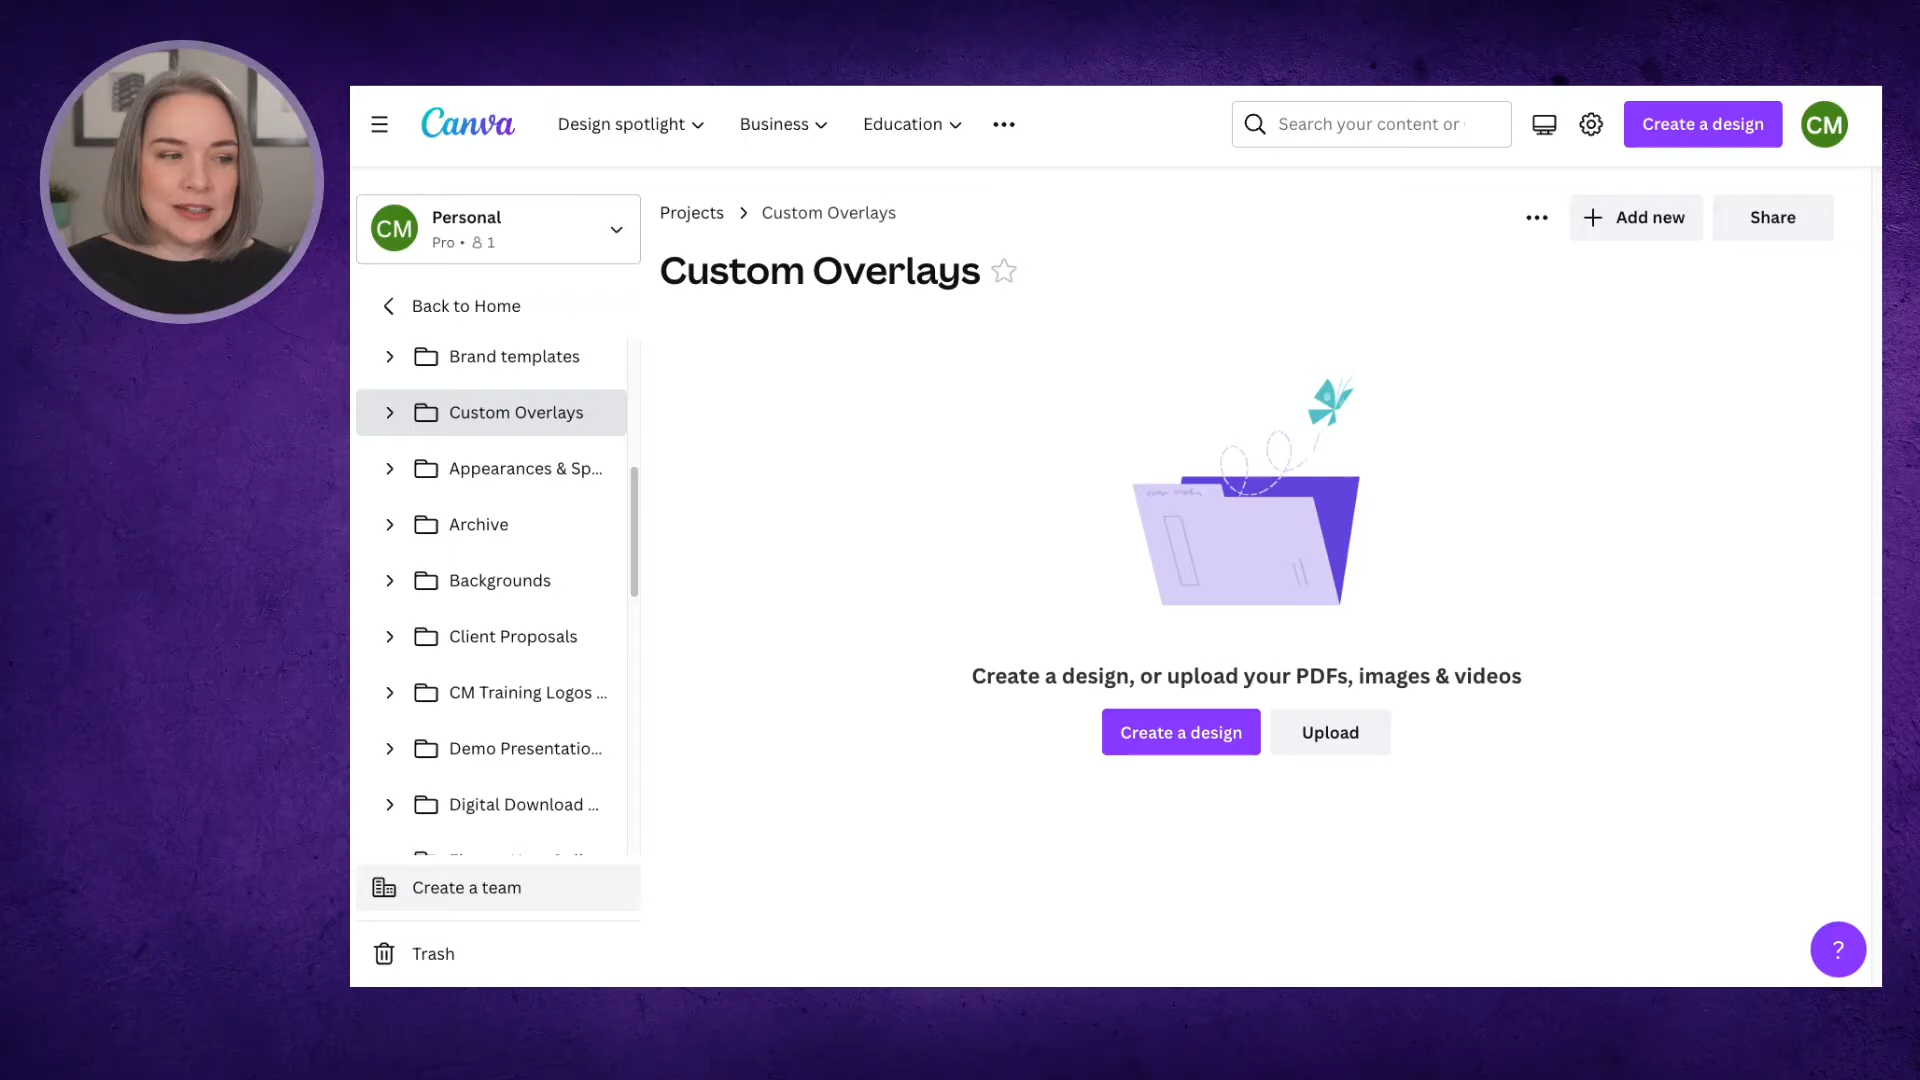 Canva
Design spotlight
Business
Education
Search your content or
Create a design
CM
CM
Personal
Pro • 1
Back to Home
Brand templates
Custom Overlays
Appearances & Sp...
Archive
Backgrounds
Client Proposals
CM Training Logos ...
Demo Presentatio...
Digital Download ...
Create a team
Trash
Projects > Custom Overlays
Add new
Share
Custom Overlays
Create a design, or upload your PDFs, images & videos
Create a design
Upload
?